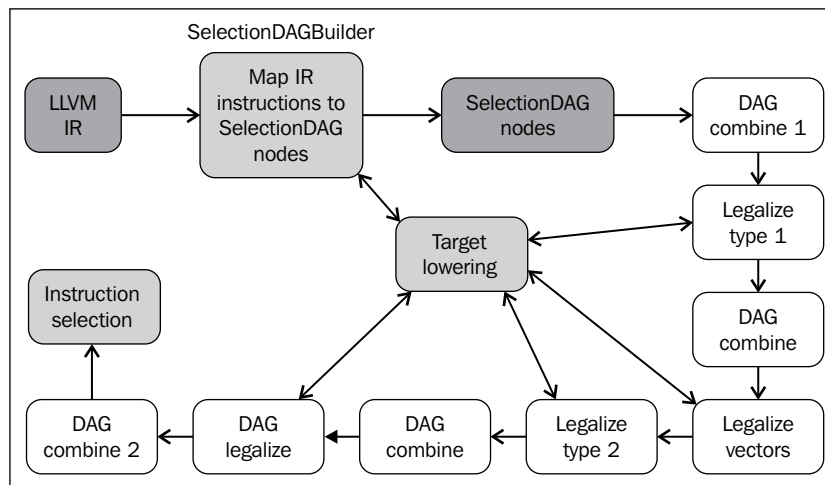 SelectionDAGBuilder
LLVM
IR
Map IR
instructions to
SelectionDAG
nodes
SelectionDAG
nodes
DAG
combine 1
Legalize
type 1
Target
lowering
Instruction
selection
DAG
combine
DAG
combine 2
DAG
legalize
DAG
combine
Legalize
type 2
Legalize
vectors